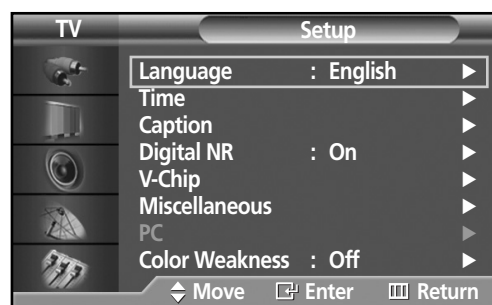 TV
Setup
Language : English
Time
Caption
Digital NR : On
V-Chip
Miscellaneous
PC
Color Weakness : Off
Move Enter Return